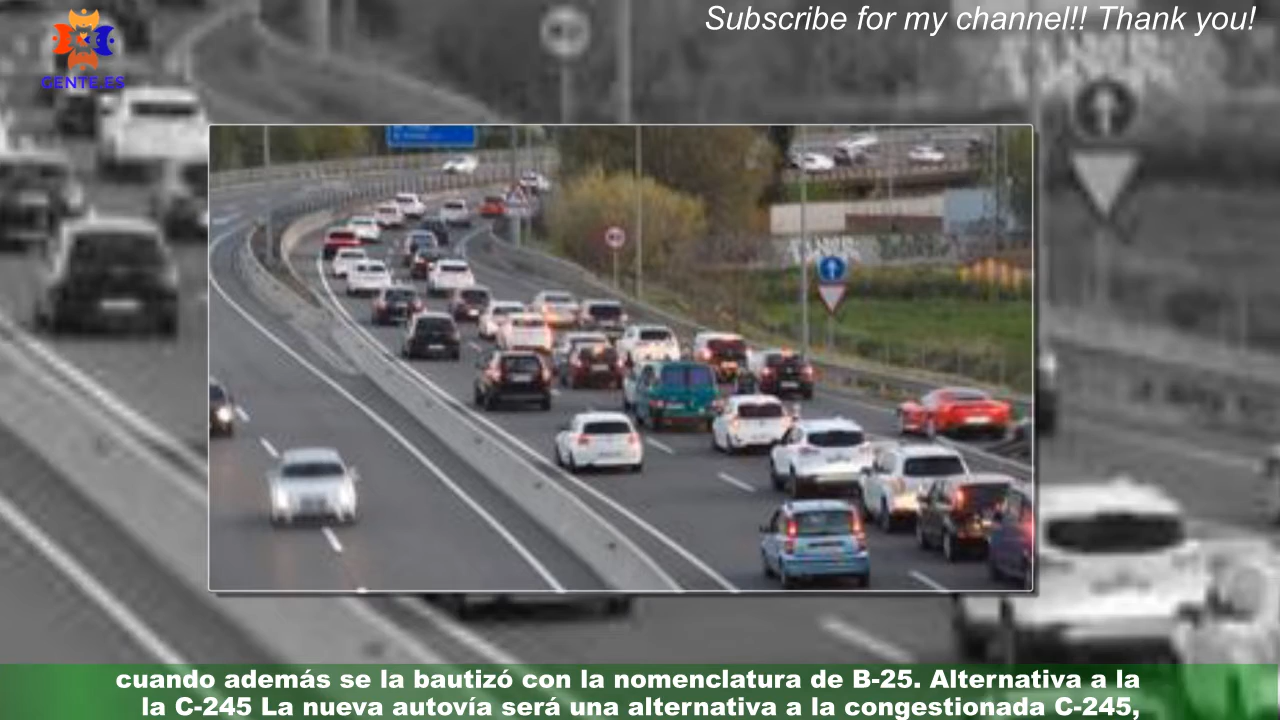 Subscribe for my channel!! Thank you!
GENTE.ES
cuando además se la bautizó con la nomenclatura de B-25. Alternativa a la
la C-245 La nueva autovía será una alternativa a la congestionada C-245,